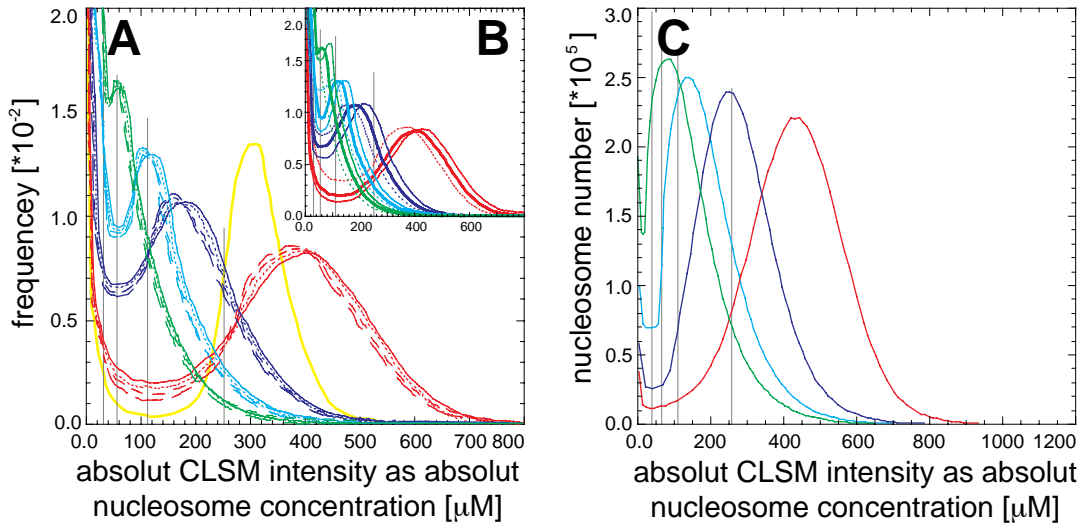 A
B
C
2.0
1.5
1.0
0.5
0.0
frequencey [*10-2]
0.0 100 200 300 400 500 600 700 800
absolut CLSM intensity as absolut
nucleosome concentration [μM]
2.0
1.5
1.0
0.5
0.0
0.0 200 400 600
3.0
2.5
2.0
1.5
1.0
0.5
0.0
nucleosome number [*105]
0.0 200 400 600 800 1000 1200
absolut CLSM intensity as absolut
nucleosome concentration [μM]